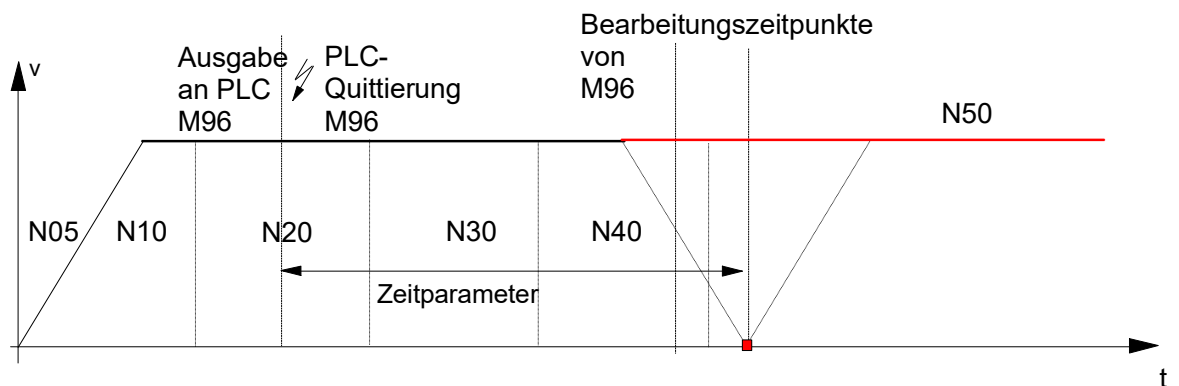 Bearbeitungszeitpunkte
von
M96
Ausgabe
an PLC
M96
PLC-
Quittierung
M96
v
N50
N05
N10
N20
N30
N40
Zeitparameter
t